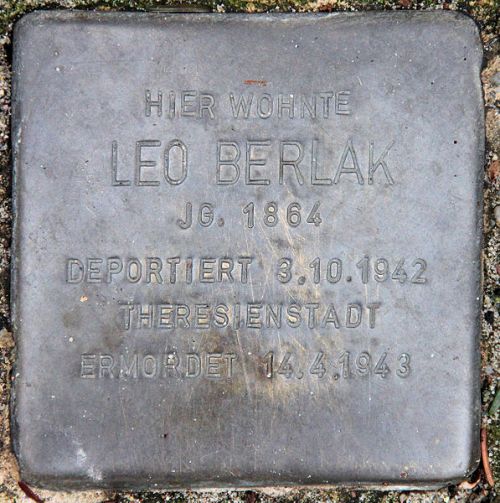 HIER WOHNTE
LEO BERLAK
JG. 1864
DEPORTIERT 3.10.1942
THERESIENSTADT
ERMORDET 14.4.1943